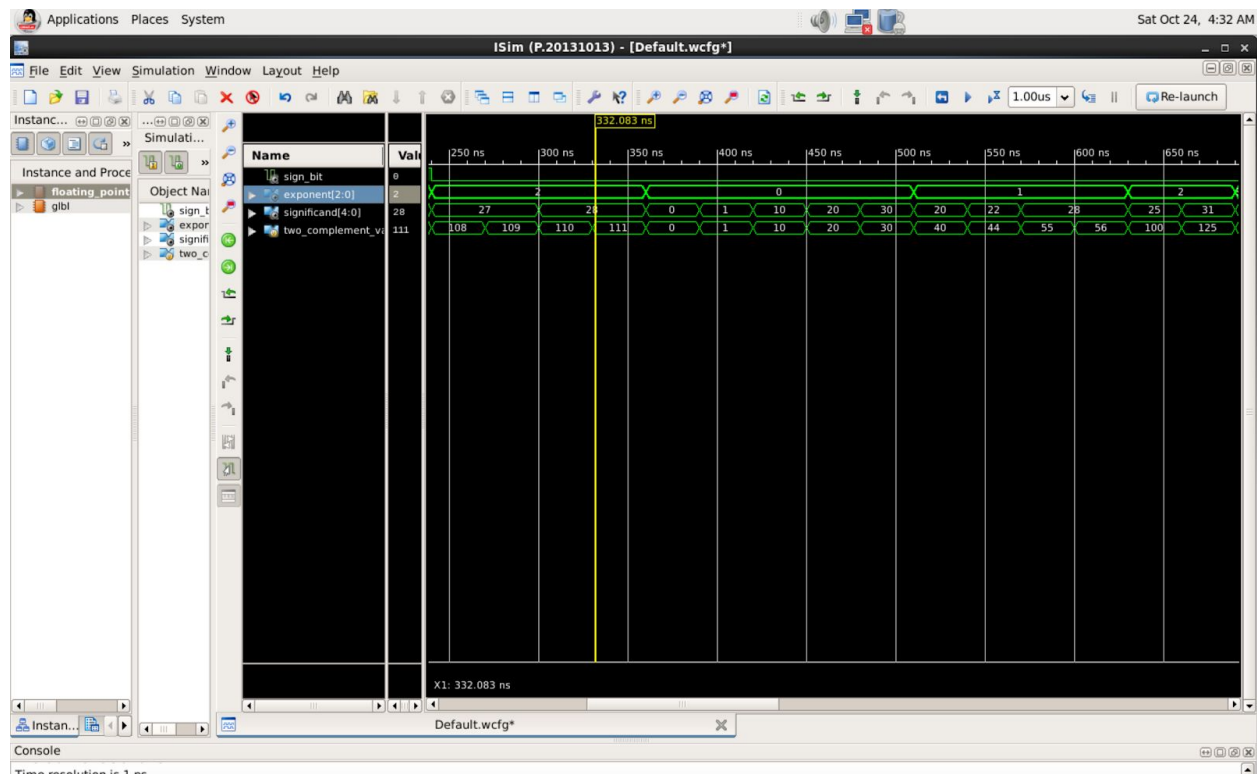 Applications Places System Sat Oct 24, 4:32 AM
ISim (P.20131013) - [Default.wcfg*]
File Edit View Simulation Window Layout Help
1.00us Re-launch
Instanc...
Simulati...
Instance and Proce
floating_point
glbl
Object Nai
sign_b
expor
signifi
two_c
Name Valu
sign_bit 0
exponent[2:0] 2
significand[4:0] 28
two_complement_va 111
332.083 ns
250 ns 300 ns 350 ns 400 ns 450 ns 500 ns 550 ns 600 ns 650 ns
2 0 1 2
27 28 0 1 10 20 30 20 22 28 25 31
108 109 110 111 0 1 10 20 30 40 44 55 56 100 125
X1: 332.083 ns
Instan...
Default.wcfg*
Console
Time resolution is 1 ps